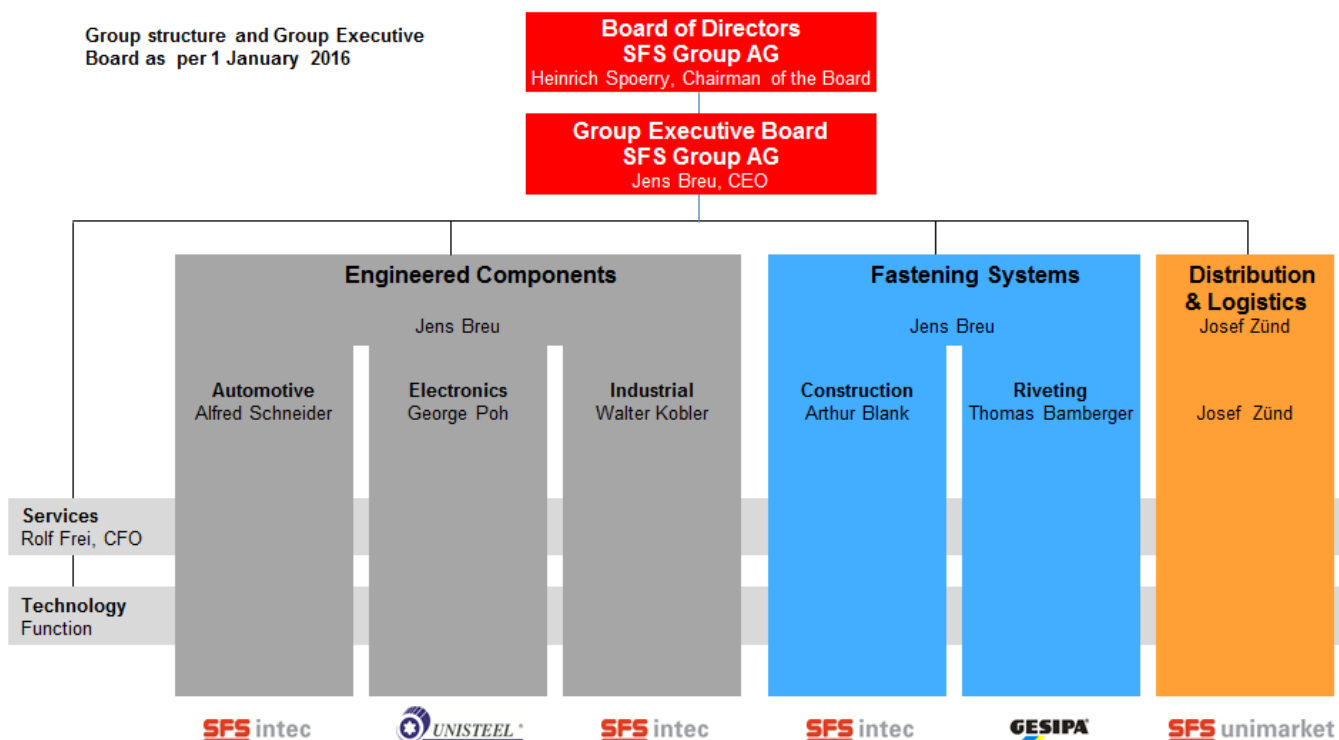 Group structure and Group Executive
Board as per 1 January 2016
Board of Directors
SFS Group AG
Heinrich Spoerry, Chairman of the Board
Group Executive Board
SFS Group AG
Jens Breu, CEO
Engineered Components
Jens Breu
Automotive
Alfred Schneider
Electronics
George Poh
Industrial
Walter Kobler
Fastening Systems
Jens Breu
Construction
Arthur Blank
Riveting
Thomas Bamberger
Distribution
& Logistics
Josef Zünd
Josef Zünd
Services
Rolf Frei, CFO
Technology
Function
SFS intec
UNISTEEL
SFS intec
SFS intec
GESIPA®
SFS unimarket